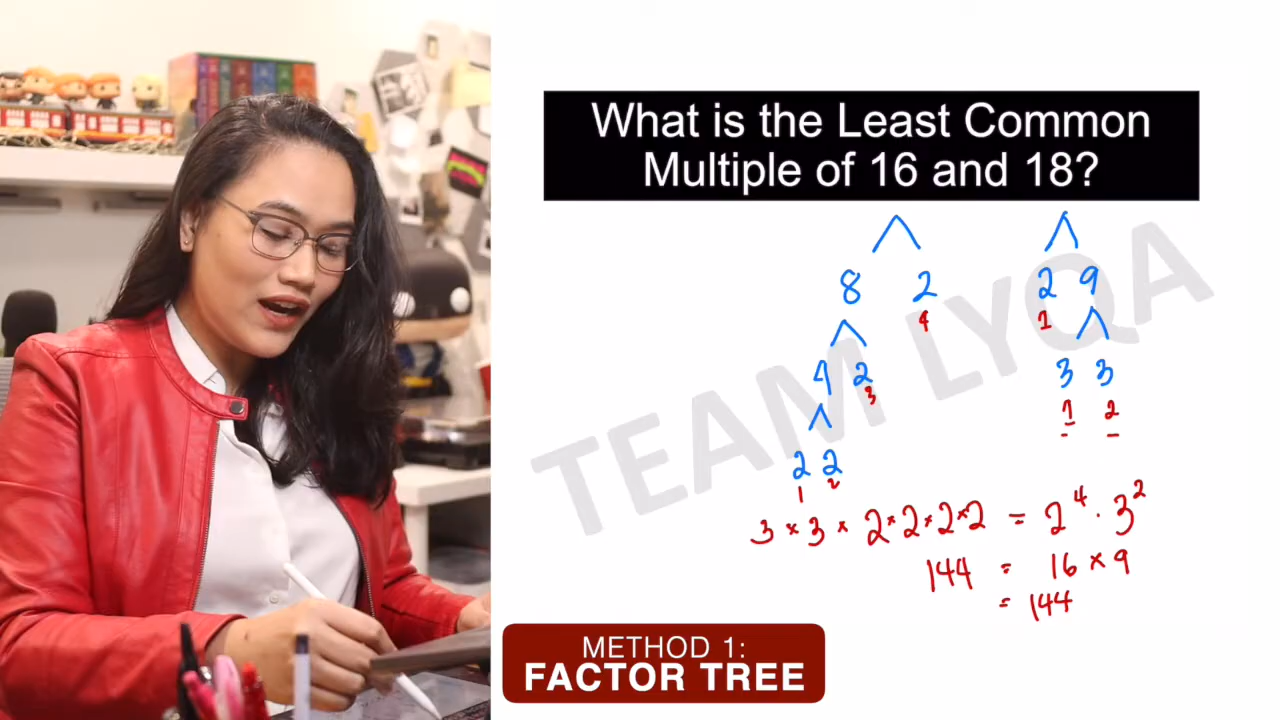 What is the Least Common
Multiple of 16 and 18?
8 2 2 9
4 1
4 2 3 3
3 1 2
2 2
1 2
3 × 3 × 2 × 2 × 2 × 2 = 2⁴ · 3²
144 = 16 × 9
= 144
TEAM LYQA
METHOD 1:
FACTOR TREE